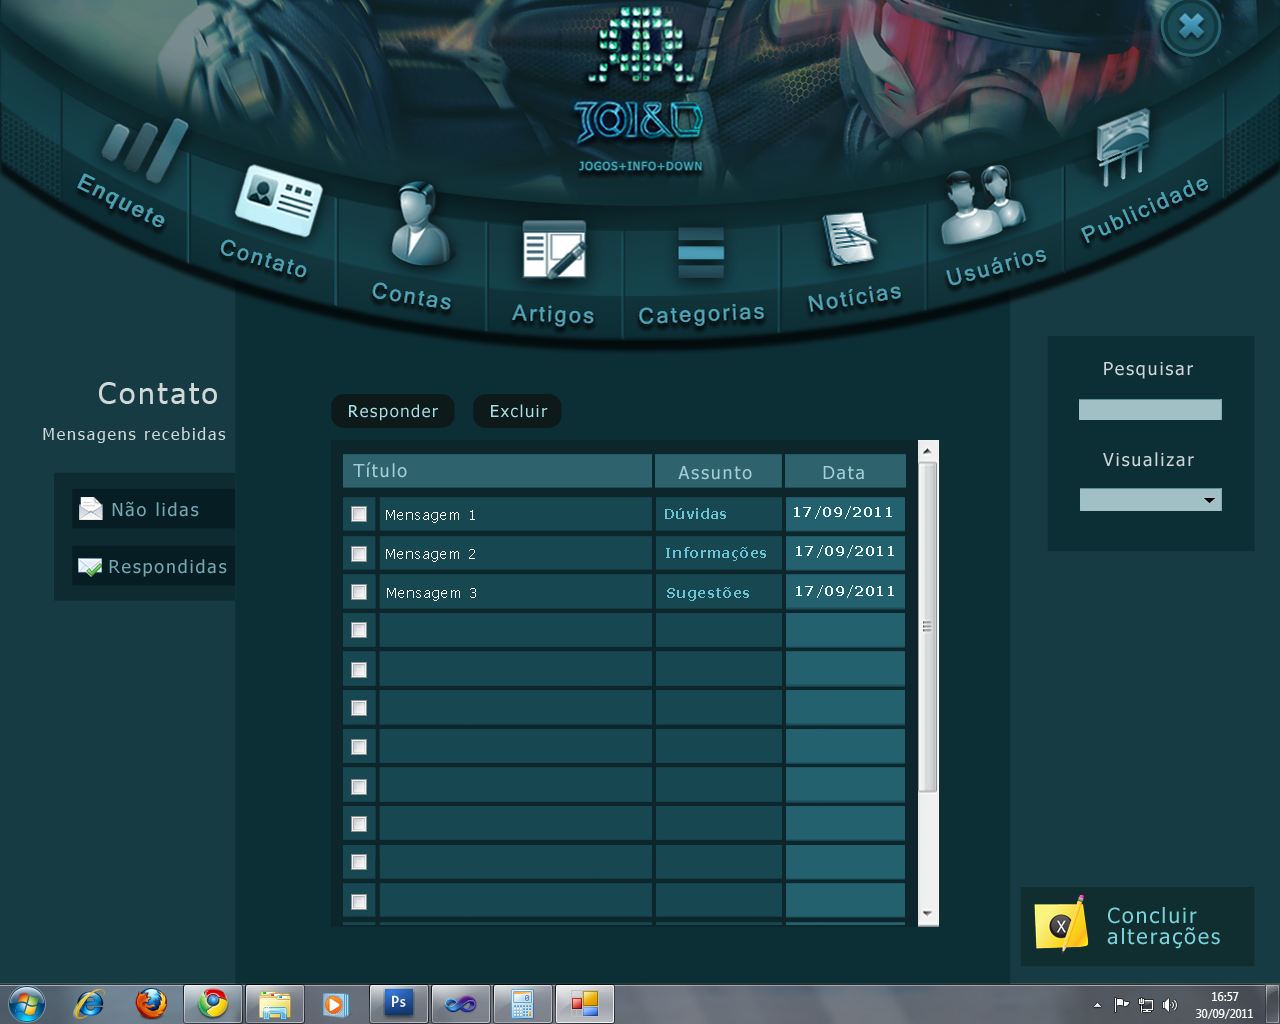 JOI&D
JOGOS+INFO+DOWN
Enquete
Contato
Contas
Artigos
Categorias
Notícias
Usuários
Publicidade
Contato
Mensagens recebidas
Não lidas
Respondidas
Responder Excluir
Título Assunto Data
Mensagem 1 Dúvidas 17/09/2011
Mensagem 2 Informações 17/09/2011
Mensagem 3 Sugestões 17/09/2011
Pesquisar
Visualizar
X
Concluir
alterações
Ps
16:57
30/09/2011